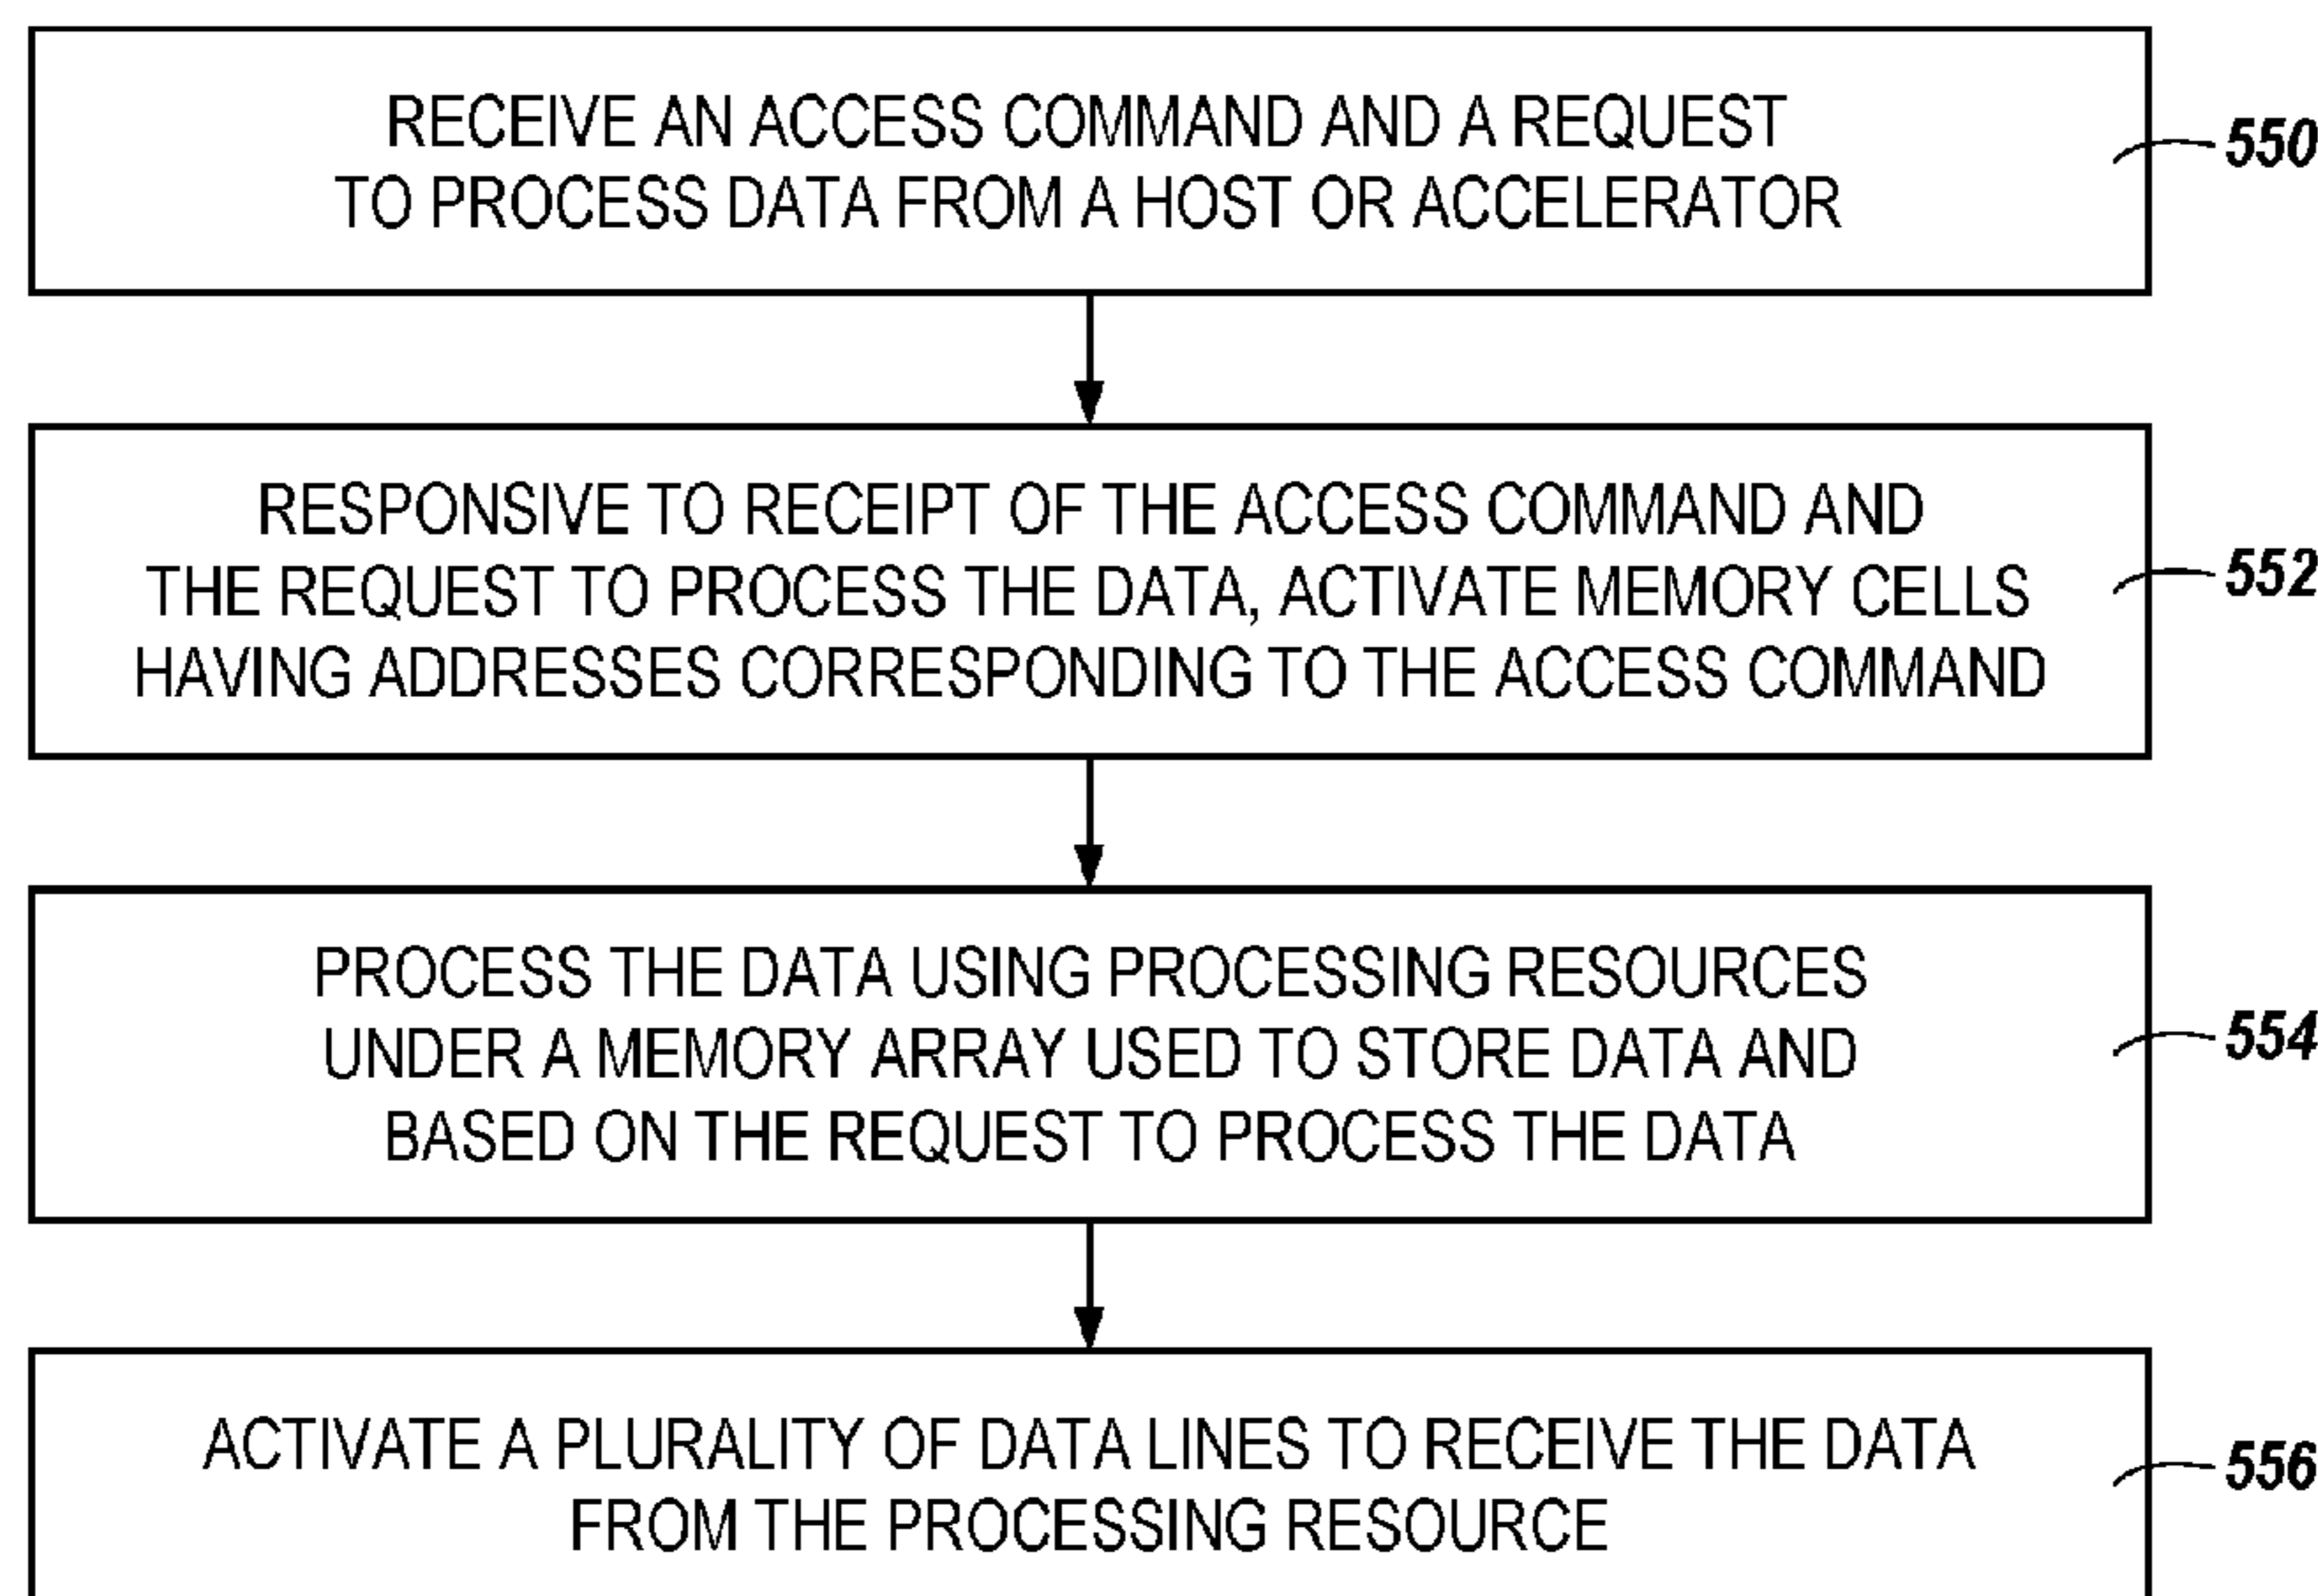 RECEIVE AN ACCESS COMMAND AND A REQUEST
TO PROCESS DATA FROM A HOST OR ACCELERATOR
550
RESPONSIVE TO RECEIPT OF THE ACCESS COMMAND AND
THE REQUEST TO PROCESS THE DATA, ACTIVATE MEMORY CELLS
HAVING ADDRESSES CORRESPONDING TO THE ACCESS COMMAND
552
PROCESS THE DATA USING PROCESSING RESOURCES
UNDER A MEMORY ARRAY USED TO STORE DATA AND
BASED ON THE REQUEST TO PROCESS THE DATA
554
ACTIVATE A PLURALITY OF DATA LINES TO RECEIVE THE DATA
FROM THE PROCESSING RESOURCE
556